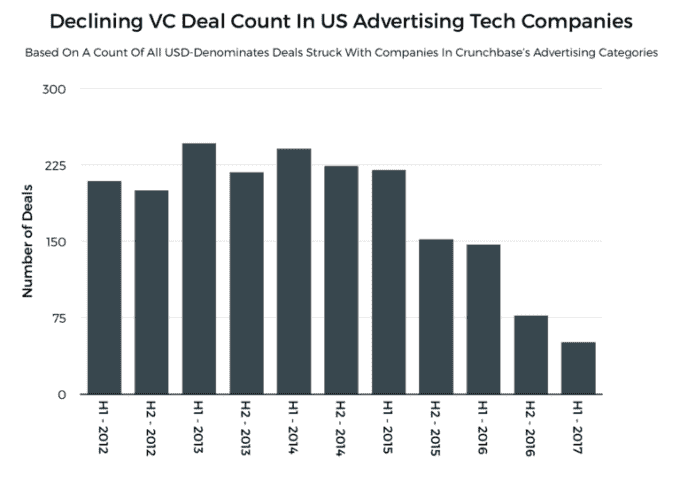 Declining VC Deal Count In US Advertising Tech Companies
Based On A Count Of All USD-Denominates Deals Struck With Companies In Crunchbase's Advertising Categories
Number of Deals
300
225
150
75
0
H1 - 2012
H2 - 2012
H1 - 2013
H2 - 2013
H1 - 2014
H2 - 2014
H1 - 2015
H2 - 2015
H1 - 2016
H2 - 2016
H1 - 2017